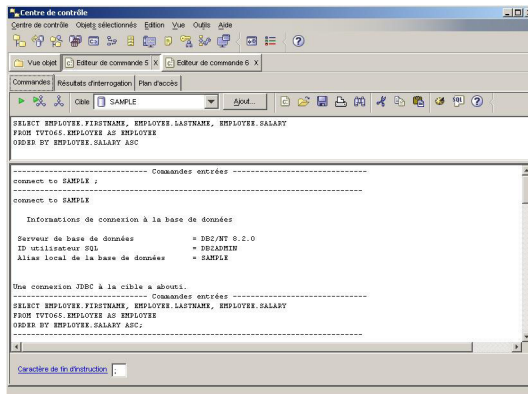 Centre de contrôle
Centre de contrôle Objets sélectionnés Edition Vue Outils Aide
Vue objet Editeur de commande 5 X Editeur de commande 6 X
Commandes Résultats d'interrogation Plan d'accès
Cible SAMPLE Ajout...
SELECT EMPLOYEE.FIRSTNAME, EMPLOYEE.LASTNAME, EMPLOYEE.SALARY
FROM TVT065.EMPLOYEE AS EMPLOYEE
ORDER BY EMPLOYEE.SALARY ASC
------------------------------ Commandes entrées ------------------------------
connect to SAMPLE ;
------------------------------------------------------------------------------
connect to SAMPLE
Informations de connexion à la base de données
Serveur de base de données = DB2/NT 8.2.0
ID utilisateur SQL = DB2ADMIN
Alias local de la base de données = SAMPLE
Une connexion JDBC à la cible a abouti.
------------------------------ Commandes entrées ------------------------------
SELECT EMPLOYEE.FIRSTNAME, EMPLOYEE.LASTNAME, EMPLOYEE.SALARY
FROM TVT065.EMPLOYEE AS EMPLOYEE
ORDER BY EMPLOYEE.SALARY ASC;
------------------------------------------------------------------------------
Caractère de fin d'instruction ;